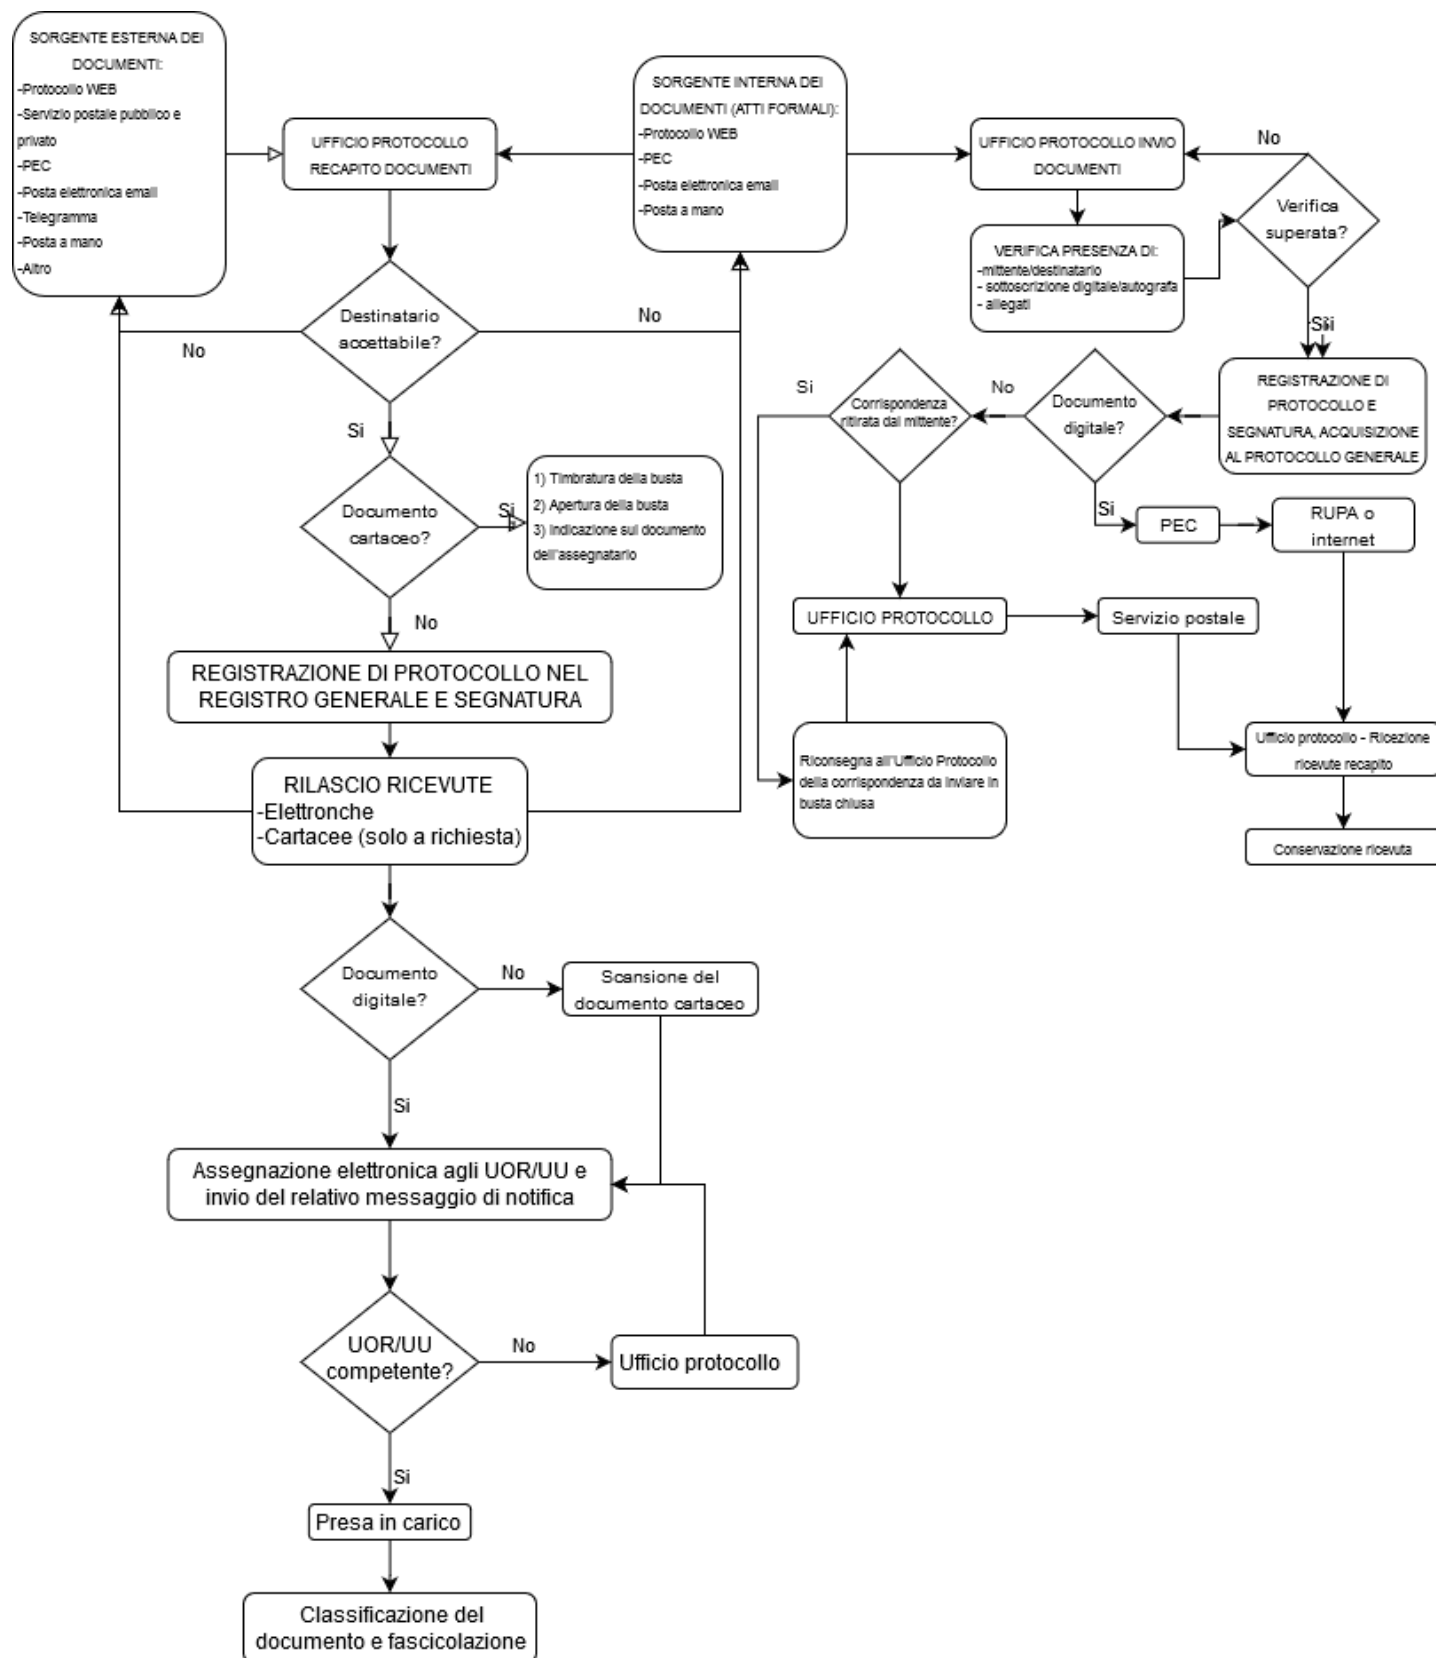 SORGENTE ESTERNA DEI
DOCUMENTI:
-Protocollo WEB
-Servizio postale pubblico e
privato
-PEC
-Posta elettronica email
-Telegramma
-Posta a mano
-Altro
UFFICIO PROTOCOLLO
RECAPITO DOCUMENTI
SORGENTE INTERNA DEI
DOCUMENTI (ATTI FORMALI):
-Protocollo WEB
-PEC
-Posta elettronica email
-Posta a mano
UFFICIO PROTOCOLLO INVIO
DOCUMENTI
No
Verifica
superata?
VERIFICA PRESENZA DI:
-mittente/destinatario
- sottoscrizione digitale/autografa
- allegati
Destinatario
accettabile?
No
No
Si
Si
REGISTRAZIONE DI
PROTOCOLLO E
SEGNATURA, ACQUISIZIONE
AL PROTOCOLLO GENERALE
Documento
digitale?
No
Corrispondenza
ritirata dal mittente?
Si
Si
Documento
cartaceo?
Si
1) Timbratura della busta
2) Apertura della busta
3) Indicazione sul documento
dell'assegnatario
Si
PEC
RUPA o
internet
No
UFFICIO PROTOCOLLO
Servizio postale
REGISTRAZIONE DI PROTOCOLLO NEL
REGISTRO GENERALE E SEGNATURA
Ufficio protocollo - Ricezione
ricevute recapito
Riconsegna all'Ufficio Protocollo
della corrispondenza da inviare in
busta chiusa
RILASCIO RICEVUTE
-Elettronche
-Cartacee (solo a richiesta)
Conservazione ricevuta
Documento
digitale?
No
Scansione del
documento cartaceo
Si
Assegnazione elettronica agli UOR/UU e
invio del relativo messaggio di notifica
UOR/UU
competente?
No
Ufficio protocollo
Si
Presa in carico
Classificazione del
documento e fascicolazione